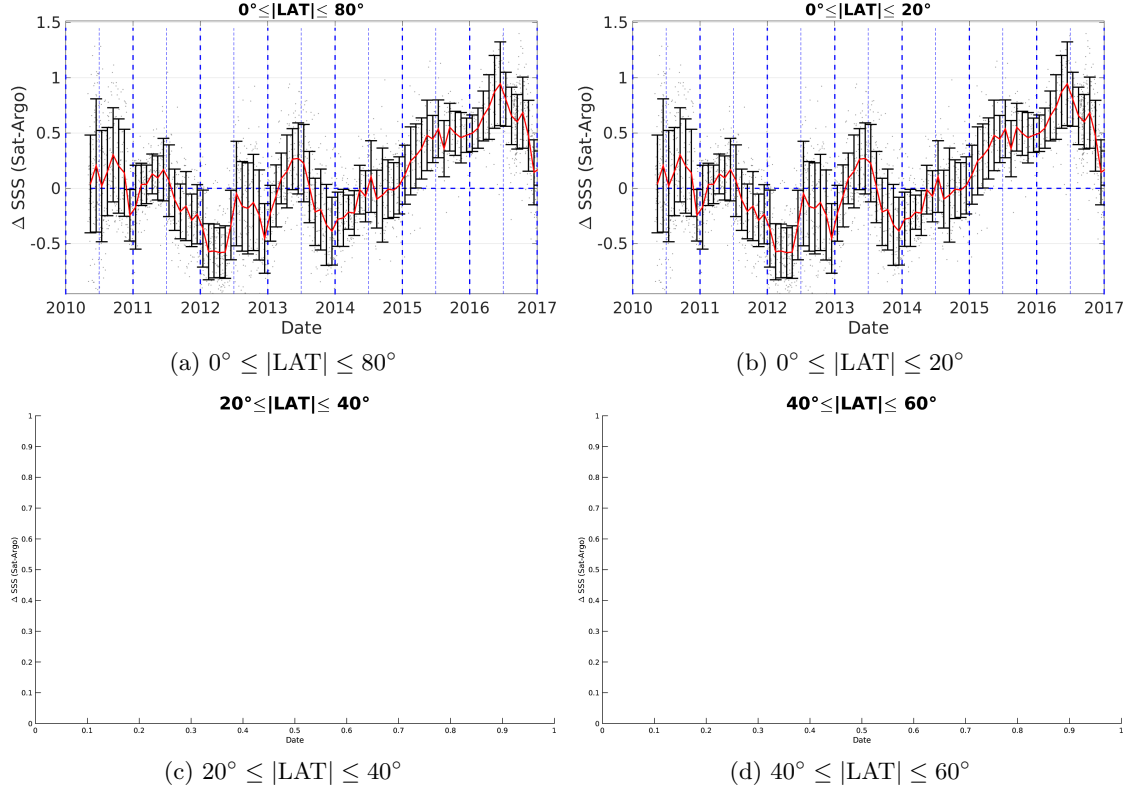 0°≤|LAT|≤ 80°
1.5
1
0.5
0
-0.5
Δ SSS (Sat-Argo)
2010 2011 2012 2013 2014 2015 2016 2017
Date
(a) 0° ≤ |LAT| ≤ 80°
0°≤|LAT|≤ 20°
1.5
1
0.5
0
-0.5
Δ SSS (Sat-Argo)
2010 2011 2012 2013 2014 2015 2016 2017
Date
(b) 0° ≤ |LAT| ≤ 20°
20°≤|LAT|≤ 40°
1
0.9
0.8
0.7
0.6
0.5
0.4
0.3
0.2
0.1
0
Δ SSS (Sat-Argo)
0 0.1 0.2 0.3 0.4 0.5 0.6 0.7 0.8 0.9 1
Date
(c) 20° ≤ |LAT| ≤ 40°
40°≤|LAT|≤ 60°
1
0.9
0.8
0.7
0.6
0.5
0.4
0.3
0.2
0.1
0
Δ SSS (Sat-Argo)
0 0.1 0.2 0.3 0.4 0.5 0.6 0.7 0.8 0.9 1
Date
(d) 40° ≤ |LAT| ≤ 60°